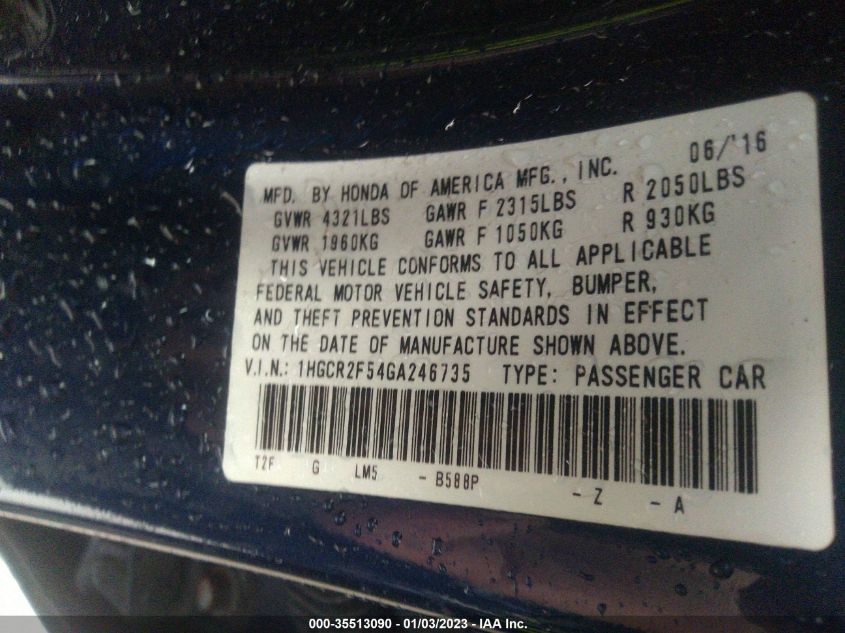 06/'16
MFD. BY HONDA OF AMERICA MFG., INC.
GVWR 4321LBS GAWR F 2315LBS R 2050LBS
GVWR 1960KG GAWR F 1050KG R 930KG
THIS VEHICLE CONFORMS TO ALL APPLICABLE
FEDERAL MOTOR VEHICLE SAFETY, BUMPER,
AND THEFT PREVENTION STANDARDS IN EFFECT
ON THE DATE OF MANUFACTURE SHOWN ABOVE.
V.I.N.: 1HGCR2F54GA246735 TYPE: PASSENGER CAR
T2F G LM5 - B588P - Z - A
000-35513090 - 01/03/2023 - IAA Inc.